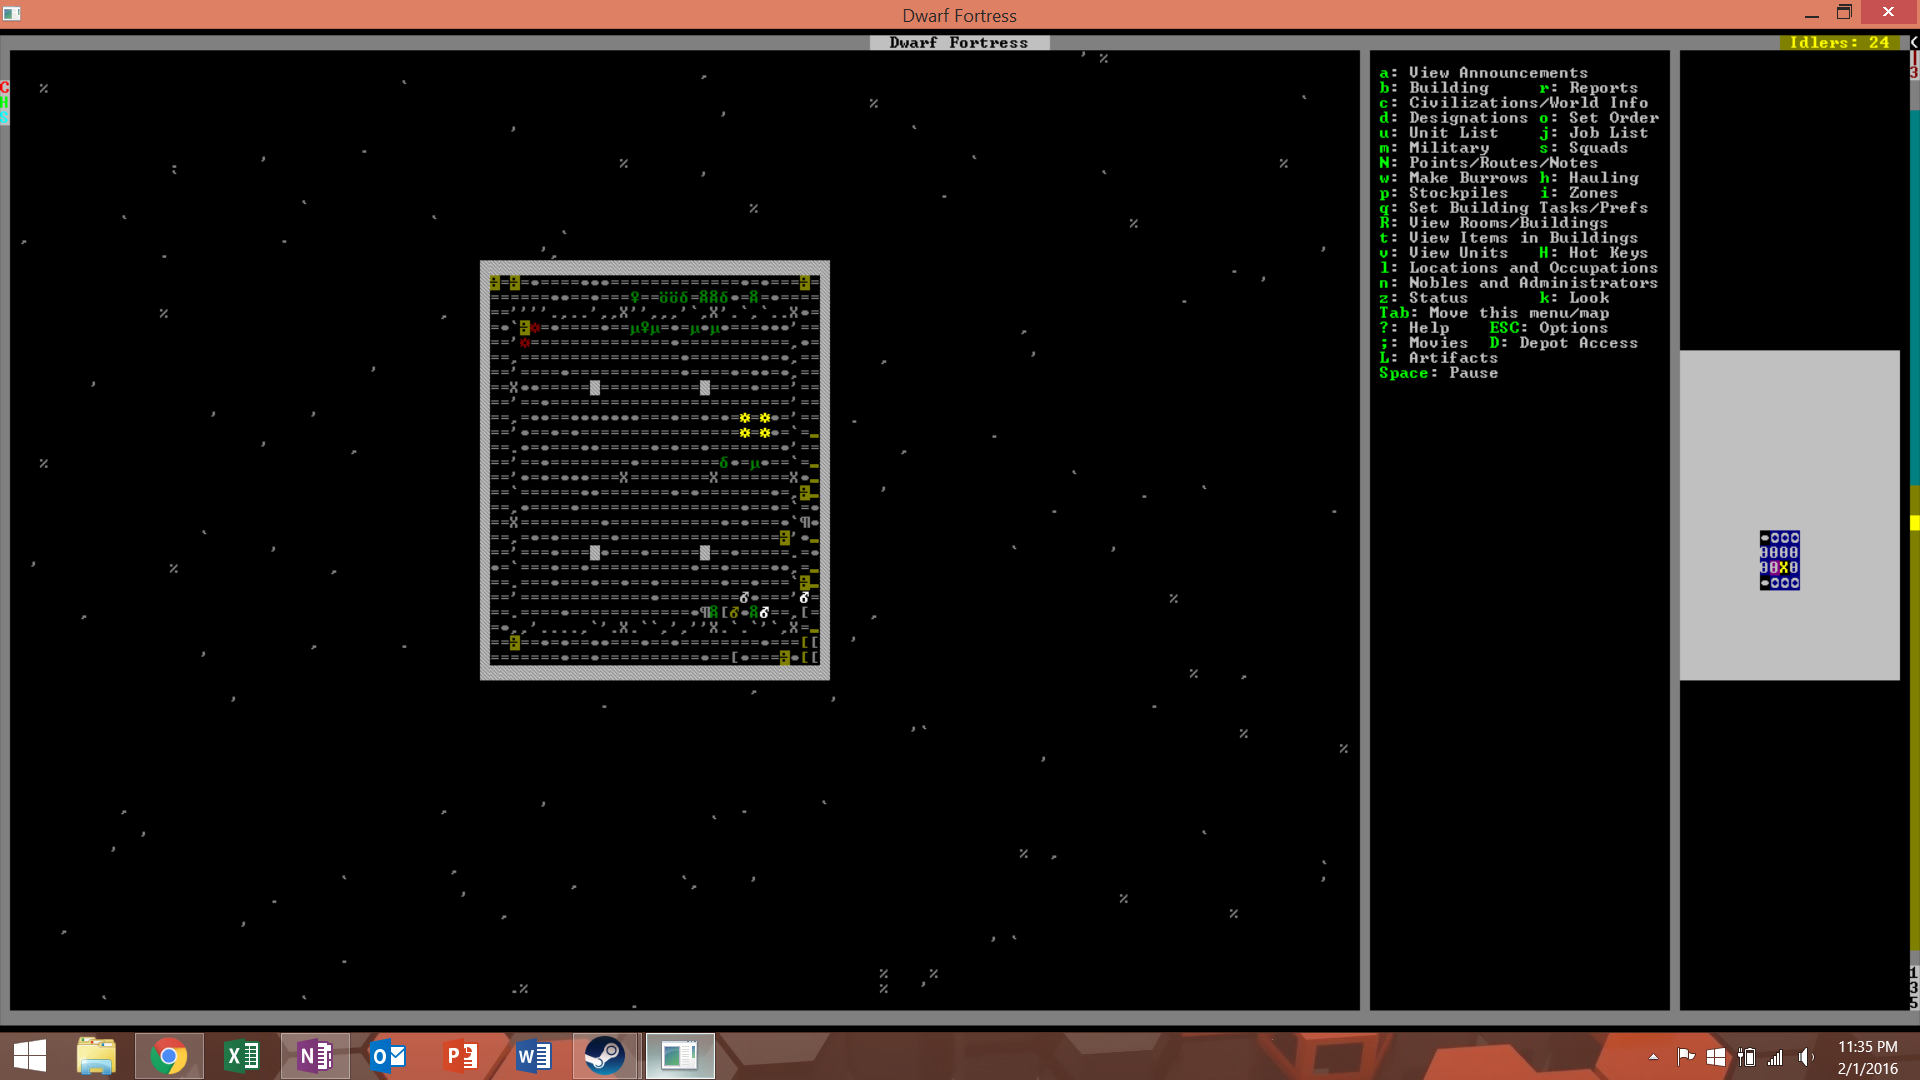 Dwarf Fortress
Dwarf Fortress
Idlers: 24
C
H
S
a: View Announcements
b: Building r: Reports
c: Civilizations/World Info
d: Designations o: Set Order
u: Unit List j: Job List
m: Military s: Squads
N: Points/Routes/Notes
w: Make Burrows h: Hauling
p: Stockpiles i: Zones
q: Set Building Tasks/Prefs
R: View Rooms/Buildings
t: View Items in Buildings
v: View Units H: Hot Keys
l: Locations and Occupations
n: Nobles and Administrators
z: Status k: Look
Tab: Move this menu/map
?: Help ESC: Options
;: Movies D: Depot Access
L: Artifacts
Space: Pause
11:35 PM
2/1/2016